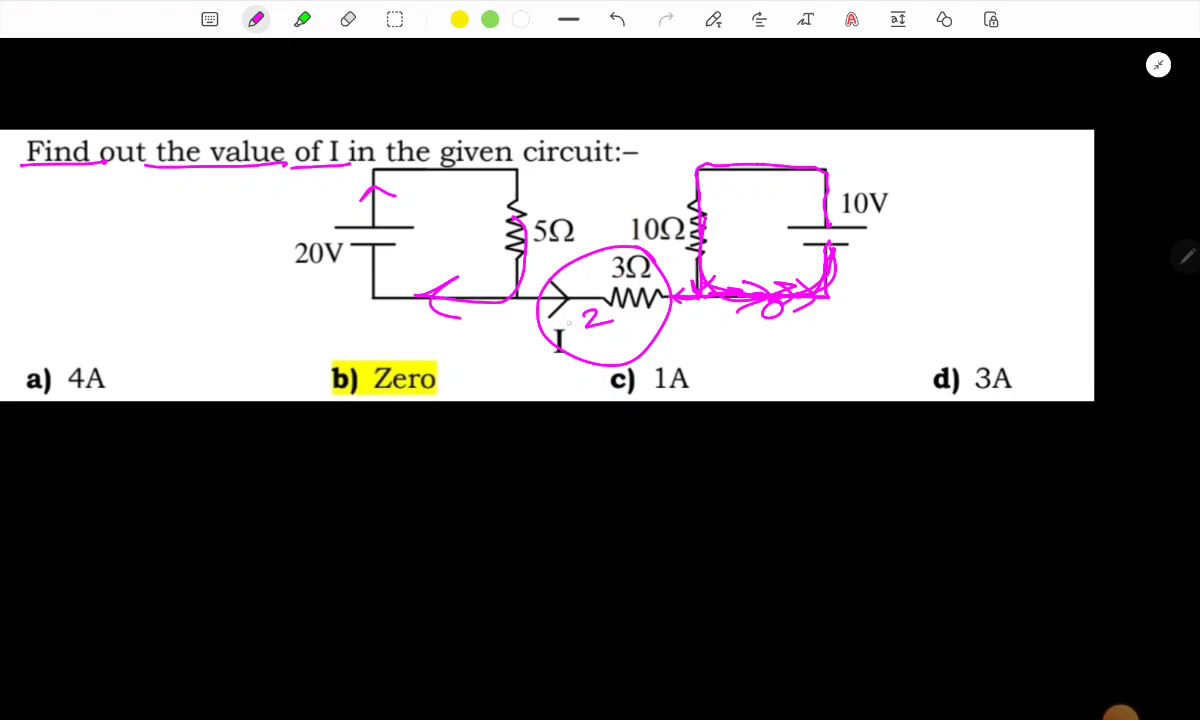 Find out the value of I in the given circuit:–
20V 5Ω 10Ω 10V
3Ω
I 2
a) 4A b) Zero c) 1A d) 3A